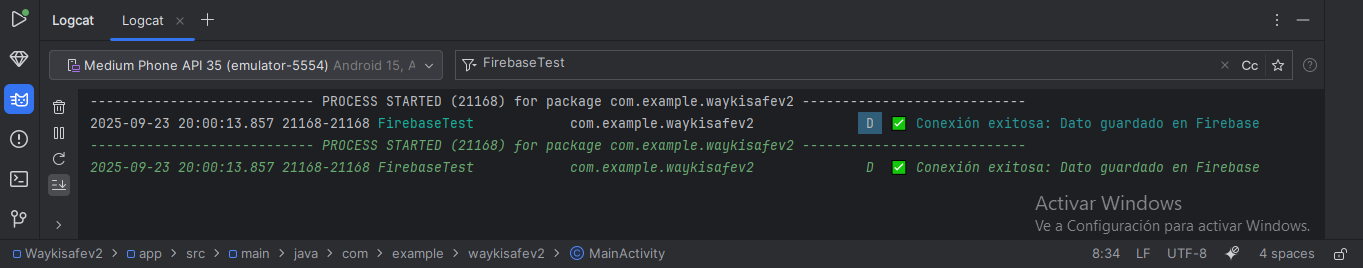 Logcat Logcat
Medium Phone API 35 (emulator-5554) Android 15, A FirebaseTest Cc
--------------------------- PROCESS STARTED (21168) for package com.example.waykisafev2 ----------------------------
2025-09-23 20:00:13.857 21168-21168 FirebaseTest com.example.waykisafev2 D ✅ Conexión exitosa: Dato guardado en Firebase
--------------------------- PROCESS STARTED (21168) for package com.example.waykisafev2 ----------------------------
2025-09-23 20:00:13.857 21168-21168 FirebaseTest com.example.waykisafev2 D ✅ Conexión exitosa: Dato guardado en Firebase
Activar Windows
Ve a Configuración para activar Windows.
Waykisafev2 > app > src > main > java > com > example > waykisafev2 > MainActivity 8:34 LF UTF-8 4 spaces